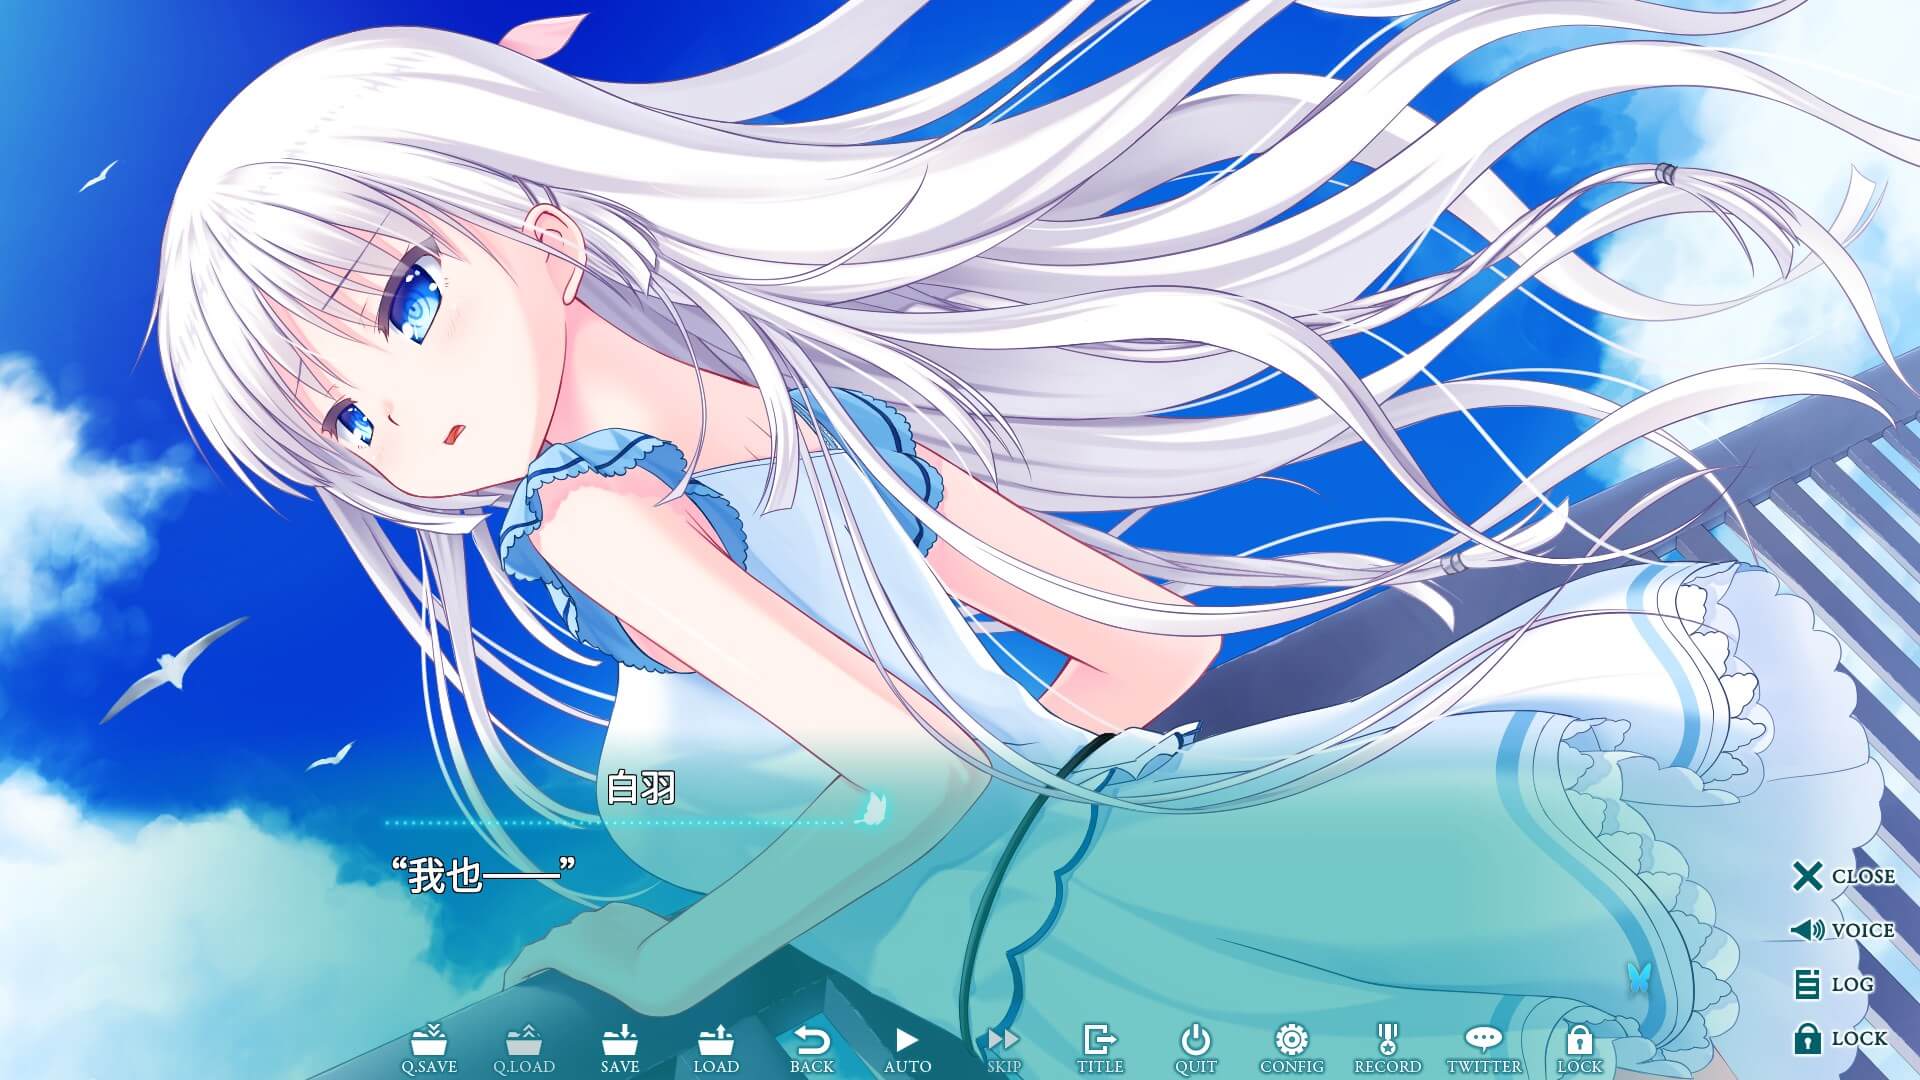 白羽
“我也——”
CLOSE
VOICE
LOG
LOCK
Q.SAVE Q.LOAD SAVE LOAD BACK AUTO SKIP TITLE QUIT CONFIG RECORD TWITTER LOCK